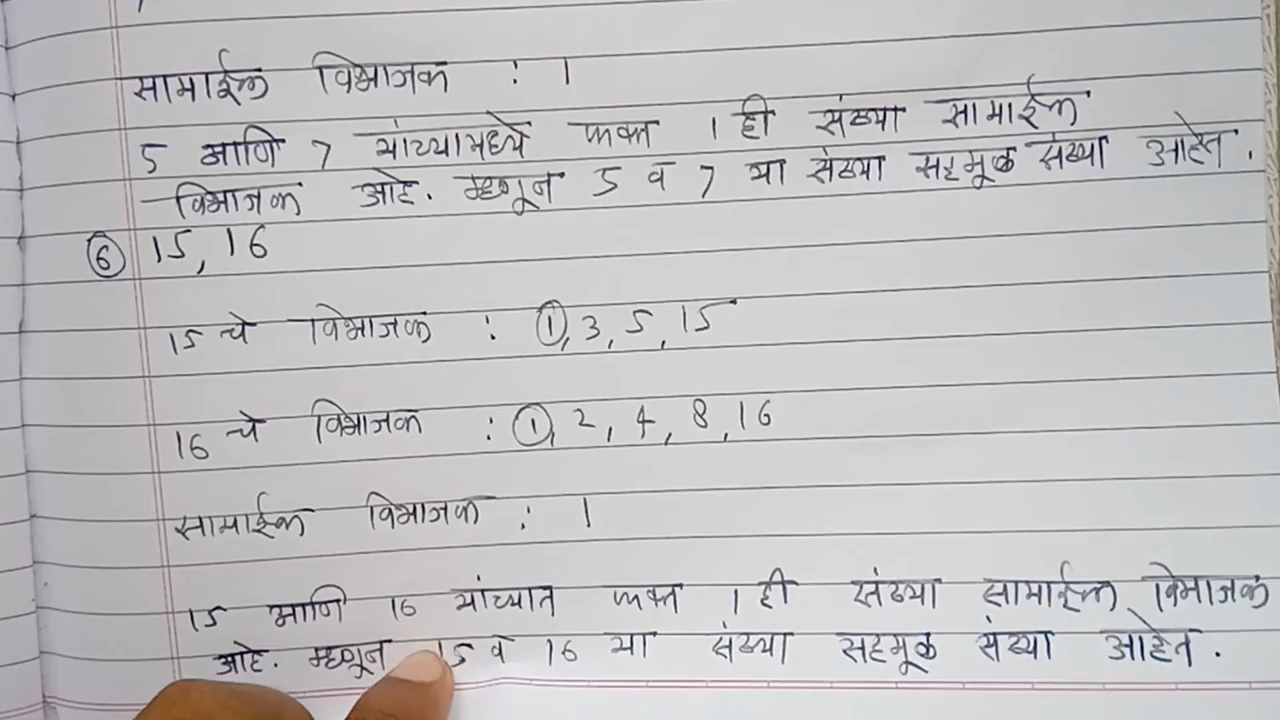 सामाईक विभाजक : 1
5 आणि 7 यांच्यामध्ये फक्त 1 ही संख्या सामाईक
विभाजक आहे. म्हणून 5 व 7 या संख्या सहमूळ संख्या आहेत.
⑥ 15, 16
15 चे विभाजक : ①, 3, 5, 15
16 चे विभाजक : ①, 2, 4, 8, 16
सामाईक विभाजक : 1
15 आणि 16 यांच्यात फक्त 1 ही संख्या सामाईक विभाजक
आहे. म्हणून 15 व 16 या संख्या सहमूळ संख्या आहेत.